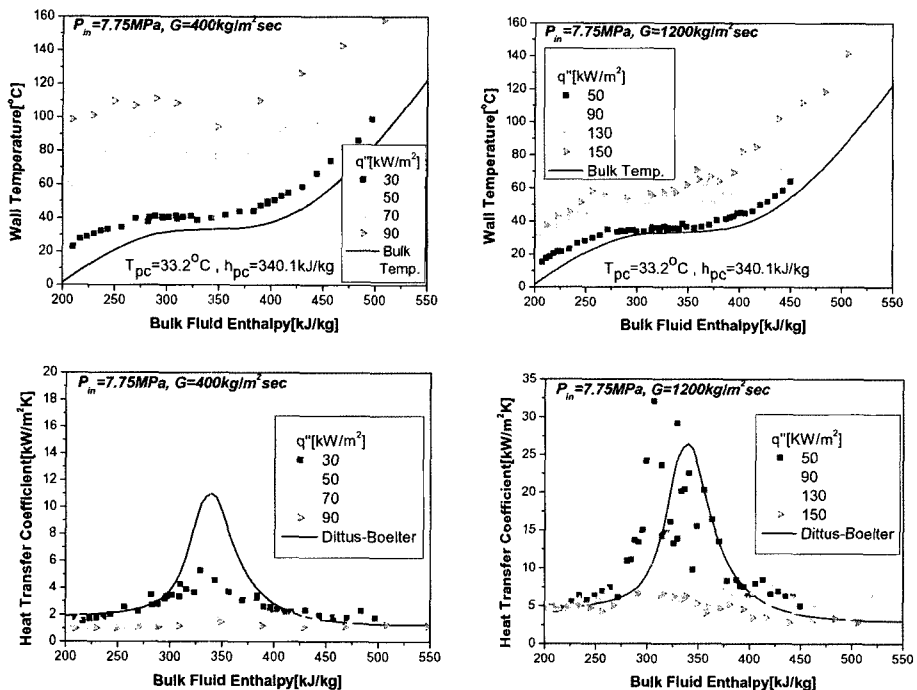 P_in=7.75MPa, G=400kg/m²sec
Wall Temperature[°C]
160
140
120
100
80
60
40
20
0
q"[kW/m²]
30
50
70
90
Bulk
Temp.
T_pc=33.2°C , h_pc=340.1kJ/kg
200 250 300 350 400 450 500 550
Bulk Fluid Enthalpy[kJ/kg]
P_in=7.75MPa, G=1200kg/m²sec
Wall Temperature[°C]
160
140
120
100
80
60
40
20
0
q"[kW/m²]
50
90
130
150
Bulk Temp.
T_pc=33.2°C , h_pc=340.1kJ/kg
200 250 300 350 400 450 500 550
Bulk Fluid Enthalpy[kJ/kg]
P_in=7.75MPa, G=400kg/m²sec
Heat Transfer Coefficient[kW/m²K]
20
18
16
14
12
10
8
6
4
2
0
q"[kW/m²]
30
50
70
90
Dittus-Boelter
200 250 300 350 400 450 500 550
Bulk Fluid Enthalpy[kJ/kg]
P_in=7.75MPa, G=1200kg/m²sec
Heat Transfer Coefficient[kW/m²K]
35
30
25
20
15
10
5
0
q"[KW/m²]
50
90
130
150
Dittus-Boelter
200 250 300 350 400 450 500 550
Bulk Fluid Enthalpy[kJ/kg]